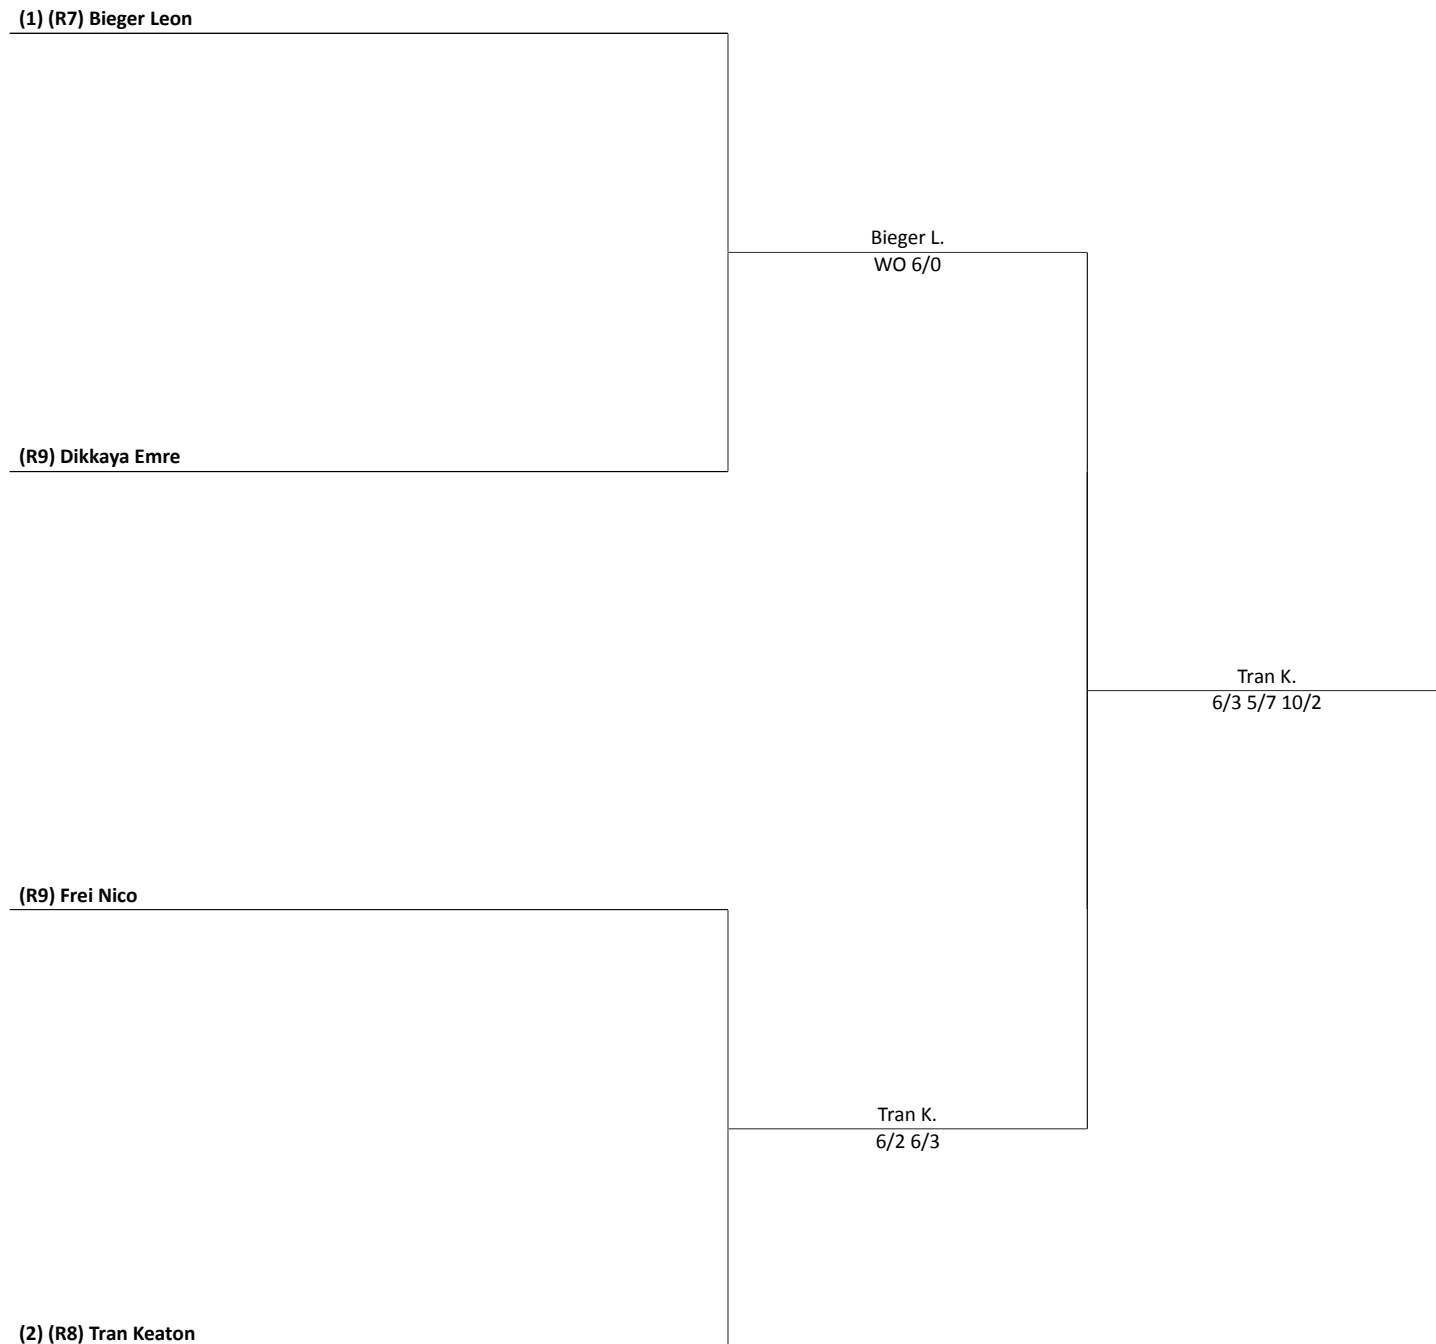 (1) (R7) Bieger Leon
Bieger L.
WO 6/0
(R9) Dikkaya Emre
Tran K.
6/3 5/7 10/2
(R9) Frei Nico
Tran K.
6/2 6/3
(2) (R8) Tran Keaton